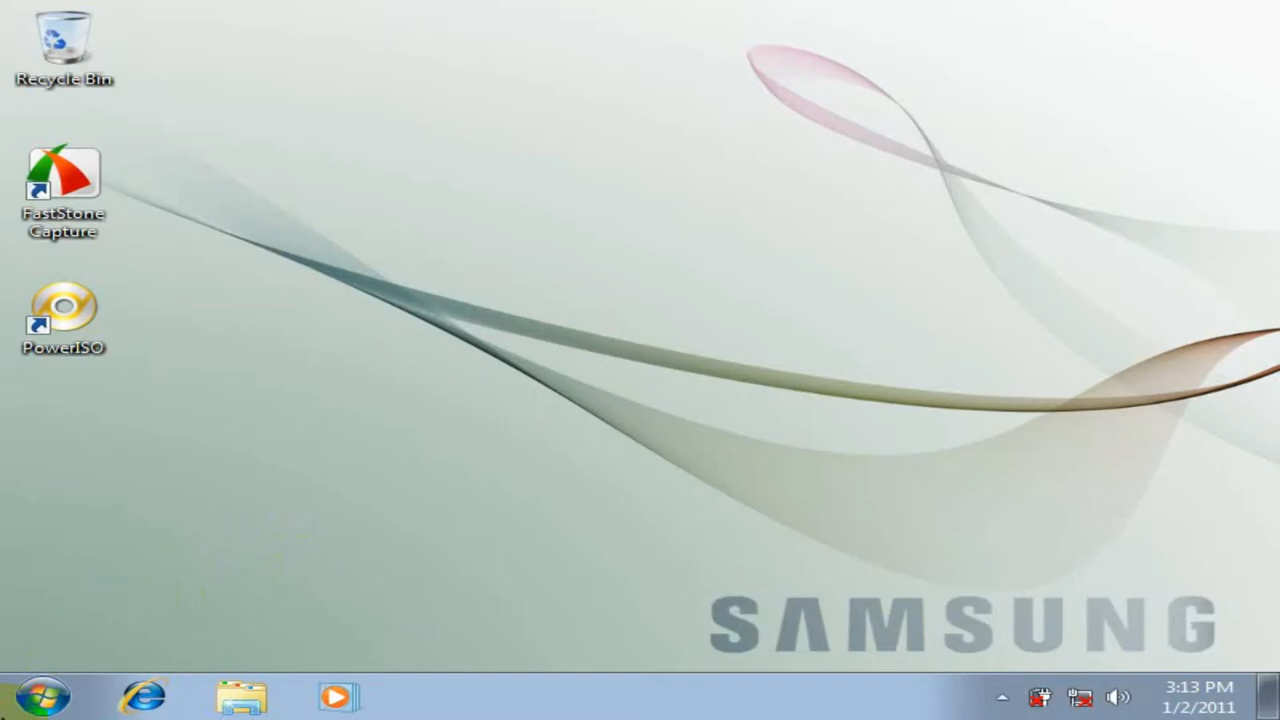 Recycle Bin
FastStone
Capture
PowerISO
SAMSUNG
3:13 PM
1/2/2011